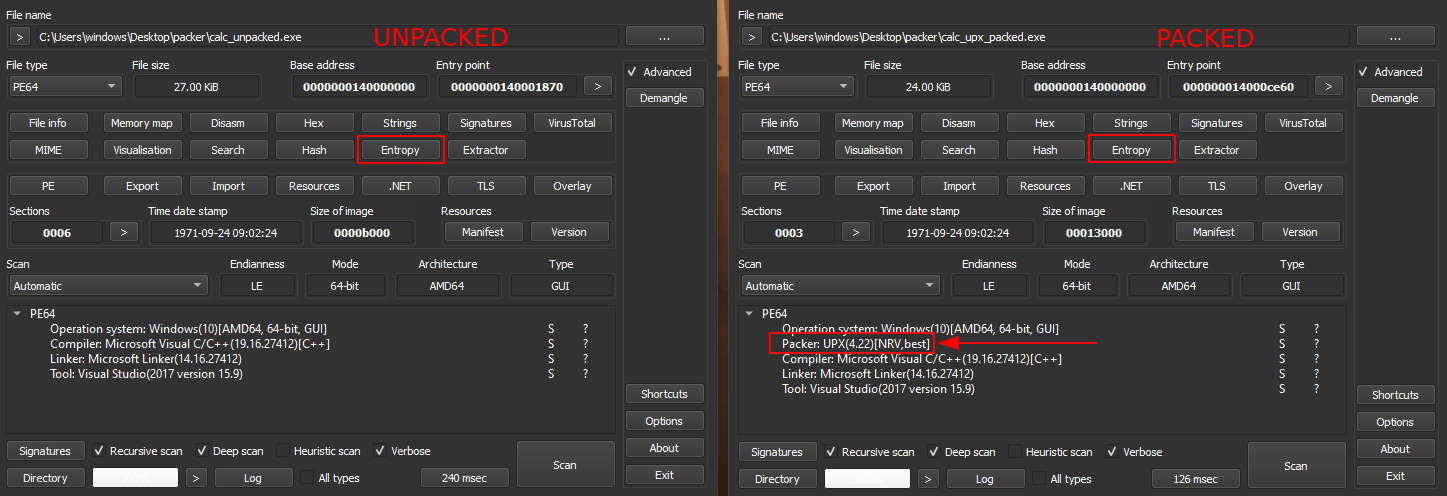 File name
> C:\Users\windows\Desktop\packer\calc_unpacked.exe UNPACKED ...
File type File size Base address Entry point
PE64 27.00 KiB 0000000140000000 0000000140001870 >
Advanced
Demangle
File info Memory map Disasm Hex Strings Signatures VirusTotal
MIME Visualisation Search Hash Entropy Extractor
PE Export Import Resources .NET TLS Overlay
Sections Time date stamp Size of image Resources
0006 > 1971-09-24 09:02:24 0000b000 Manifest Version
Scan Endianness Mode Architecture Type
Automatic LE 64-bit AMD64 GUI
PE64
Operation system: Windows(10)[AMD64, 64-bit, GUI] S ?
Compiler: Microsoft Visual C/C++(19.16.27412)[C++] S ?
Linker: Microsoft Linker(14.16.27412) S ?
Tool: Visual Studio(2017 version 15.9) S ?
Shortcuts
Options
About
Exit
Signatures Recursive scan Deep scan Heuristic scan Verbose Scan
Directory > Log All types 240 msec
File name
> C:\Users\windows\Desktop\packer\calc_upx_packed.exe PACKED ...
File type File size Base address Entry point
PE64 24.00 KiB 0000000140000000 000000014000ce60 >
Advanced
Demangle
File info Memory map Disasm Hex Strings Signatures VirusTotal
MIME Visualisation Search Hash Entropy Extractor
PE Export Import Resources .NET TLS Overlay
Sections Time date stamp Size of image Resources
0003 > 1971-09-24 09:02:24 00013000 Manifest Version
Scan Endianness Mode Architecture Type
Automatic LE 64-bit AMD64 GUI
PE64
Operation system: Windows(10)[AMD64, 64-bit, GUI] S ?
Packer: UPX(4.22)[NRV,best] S ?
Compiler: Microsoft Visual C/C++(19.16.27412)[C++] S ?
Linker: Microsoft Linker(14.16.27412) S ?
Tool: Visual Studio(2017 version 15.9) S ?
Shortcuts
Options
About
Exit
Signatures Recursive scan Deep scan Heuristic scan Verbose Scan
Directory > Log All types 126 msec